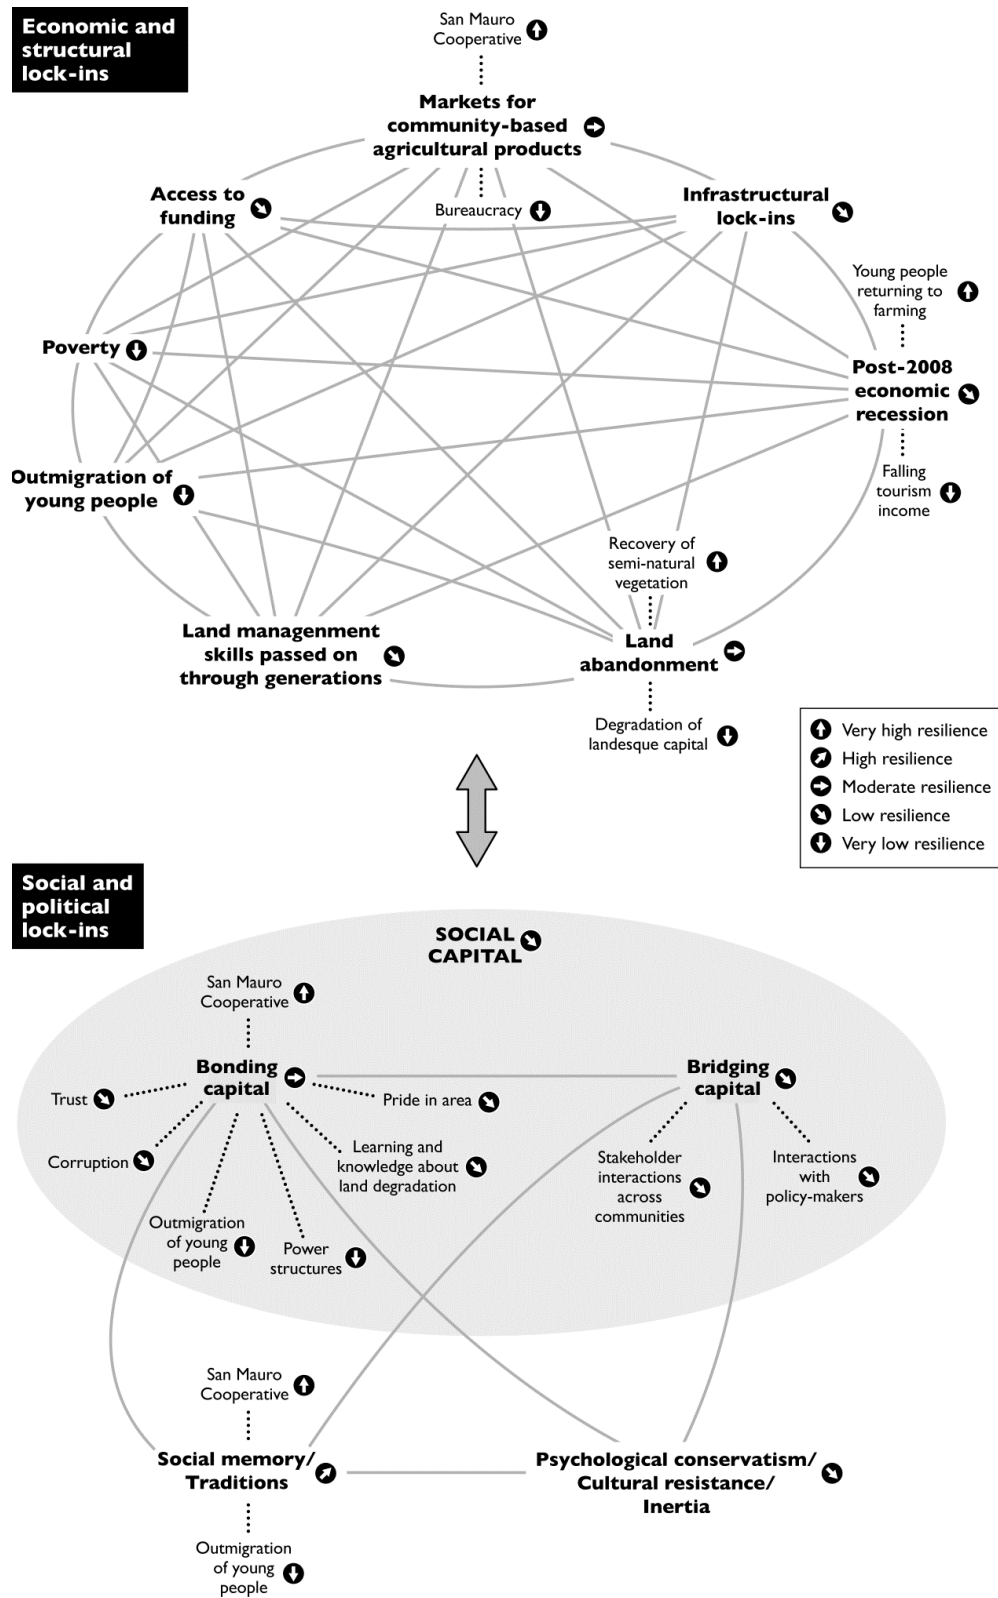 Economic and
structural
lock-ins
San Mauro
Cooperative
Markets for
community-based
agricultural products
Access to
funding
Bureaucracy
Infrastructural
lock-ins
Young people
returning to
farming
Poverty
Post-2008
economic
recession
Outmigration of
young people
Falling
tourism
income
Recovery of
semi-natural
vegetation
Land managenment
skills passed on
through generations
Land
abandonment
Degradation of
landesque capital
Very high resilience
High resilience
Moderate resilience
Low resilience
Very low resilience
Social and
political
lock-ins
SOCIAL
CAPITAL
San Mauro
Cooperative
Bonding
capital
Bridging
capital
Trust
Pride in area
Corruption
Learning and
knowledge about
land degradation
Stakeholder
interactions
across
communities
Interactions
with
policy-makers
Outmigration
of young
people
Power
structures
San Mauro
Cooperative
Social memory/
Traditions
Psychological conservatism/
Cultural resistance/
Inertia
Outmigration
of young
people